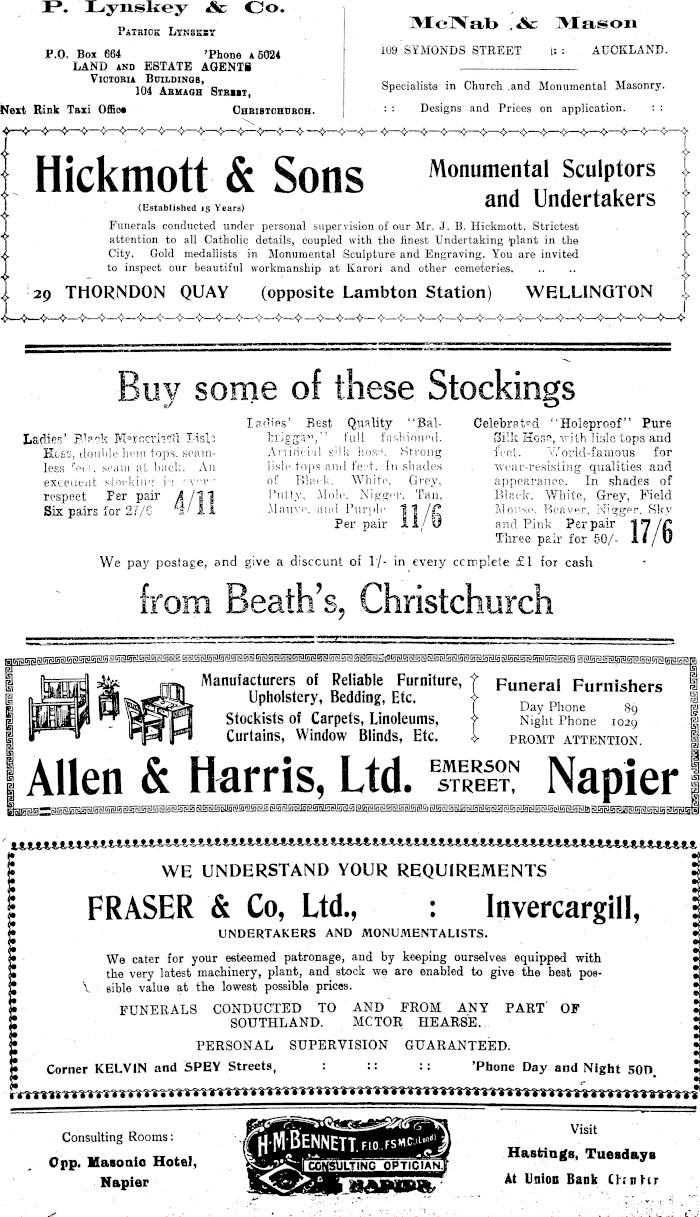 P. Lynskey & Co.
Patrick Lynskey
P.O. Box 664 'Phone A 5024
LAND AND ESTATE AGENTS
Victoria Buildings,
104 Armagh Street,
Next Rink Taxi Office Christchurch.
McNab & Mason
109 SYMONDS STREET :: AUCKLAND.
Specialists in Church and Monumental Masonry.
:: Designs and Prices on application. ::
Hickmott & Sons
(Established 15 Years)
Monumental Sculptors
and Undertakers
Funerals conducted under personal supervision of our Mr. J. B. Hickmott. Strictest
attention to all Catholic details, coupled with the finest Undertaking plant in the
City. Gold medallists in Monumental Sculpture and Engraving. You are invited
to inspect our beautiful workmanship at Karori and other cemeteries. .. ..
29 THORNDON QUAY (opposite Lambton Station) WELLINGTON
Buy some of these Stockings
Ladies' Black Mercerised Lisle
Hose, double hem tops, seam-
less feet, seam at back. An
excellent stocking in every
respect Per pair 4/11
Six pairs for 27/6
Ladies' Best Quality "Bal-
briggan," full fashioned.
Artificial silk hose. Strong
lisle tops and feet. In shades
of Black, White, Grey,
Putty, Mole, Nigger, Tan,
Mauve, and Purple
Per pair 11/6
Celebrated "Holeproof" Pure
Silk Hose, with lisle tops and
feet. World-famous for
wear-resisting qualities and
appearance. In shades of
Black, White, Grey, Field
Mouse, Beaver, Nigger, Sky
and Pink Per pair 17/6
Three pair for 50/-
We pay postage, and give a discount of 1/- in every complete £1 for cash
from Beath's, Christchurch
Manufacturers of Reliable Furniture,
Upholstery, Bedding, Etc.
Stockists of Carpets, Linoleums,
Curtains, Window Blinds, Etc.
Funeral Furnishers
Day Phone 89
Night Phone 1029
PROMT ATTENTION.
Allen & Harris, Ltd. EMERSON STREET, Napier
WE UNDERSTAND YOUR REQUIREMENTS
FRASER & Co, Ltd., : Invercargill,
UNDERTAKERS AND MONUMENTALISTS.
We cater for your esteemed patronage, and by keeping ourselves equipped with
the very latest machinery, plant, and stock we are enabled to give the best pos-
sible value at the lowest possible prices.
FUNERALS CONDUCTED TO AND FROM ANY PART OF
SOUTHLAND. MOTOR HEARSE.
PERSONAL SUPERVISION GUARANTEED.
Corner KELVIN and SPEY Streets, : :: :: 'Phone Day and Night 50D.
Consulting Rooms:
Opp. Masonic Hotel,
Napier
H.M. BENNETT, F.I.O., F.S.M.C. (Lond)
CONSULTING OPTICIAN.
NAPIER
Visit
Hastings, Tuesdays
At Union Bank Chamber